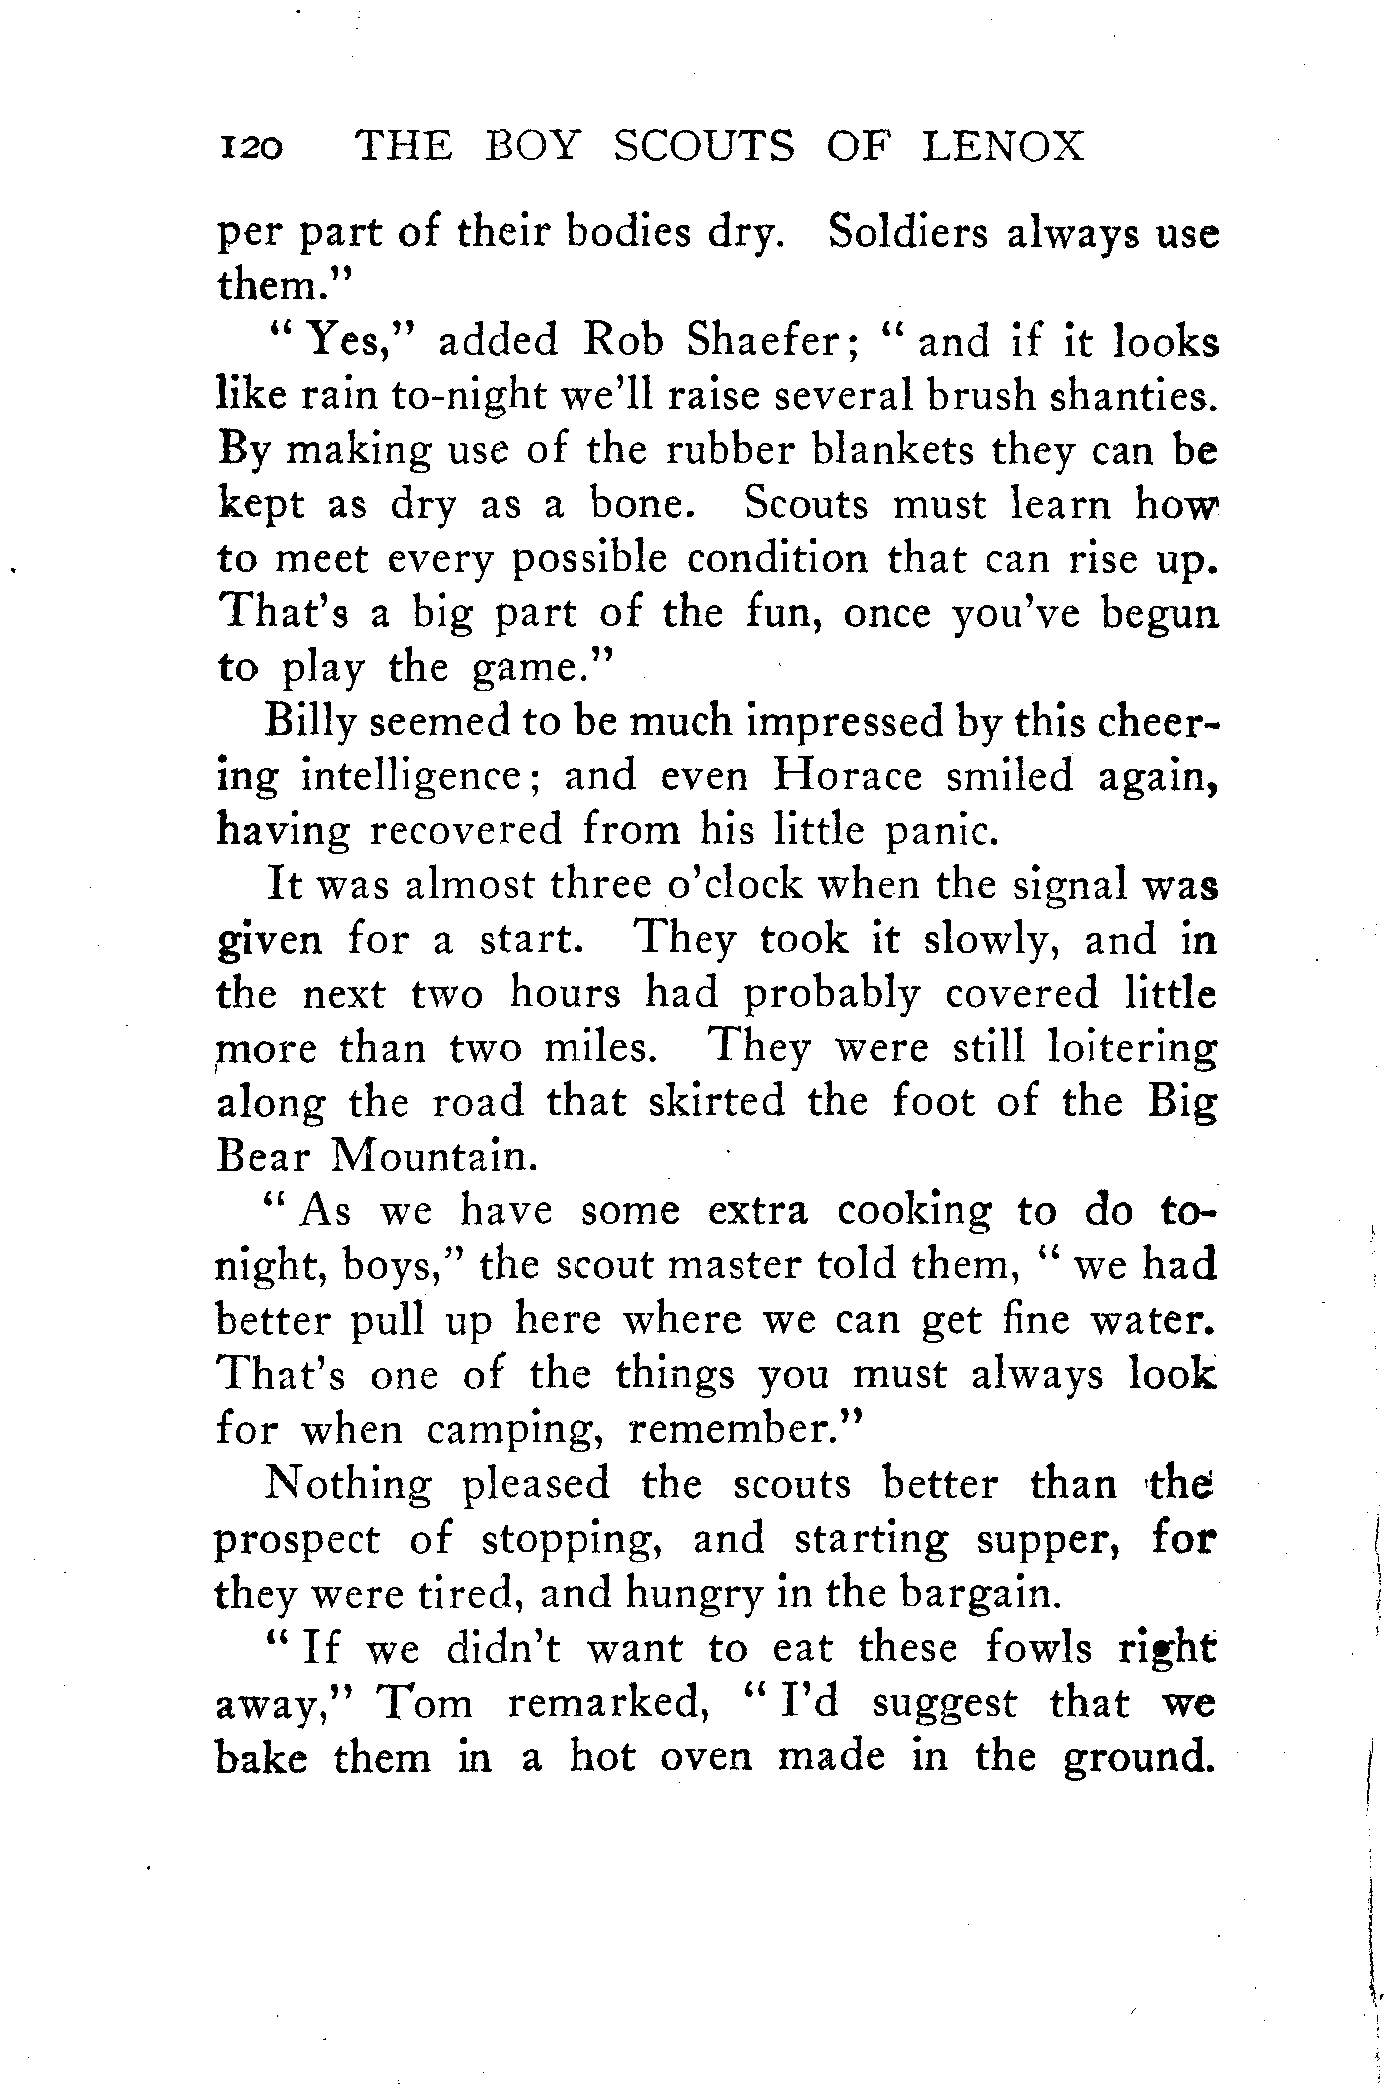 120 THE BOY SCOUTS OF LENOX
per part of their bodies dry. Soldiers always use
them."
" Yes," added Rob Shaefer; " and if it looks
like rain to-night we'll raise several brush shanties.
By making use of the rubber blankets they can be
kept as dry as a bone. Scouts must learn how
to meet every possible condition that can rise up.
That's a big part of the fun, once you've begun
to play the game."
Billy seemed to be much impressed by this cheer-
ing intelligence; and even Horace smiled again,
having recovered from his little panic.
It was almost three o'clock when the signal was
given for a start. They took it slowly, and in
the next two hours had probably covered little
more than two miles. They were still loitering
along the road that skirted the foot of the Big
Bear Mountain.
" As we have some extra cooking to do to-
night, boys," the scout master told them, " we had
better pull up here where we can get fine water.
That's one of the things you must always look
for when camping, remember."
Nothing pleased the scouts better than the
prospect of stopping, and starting supper, for
they were tired, and hungry in the bargain.
" If we didn't want to eat these fowls right
away," Tom remarked, " I'd suggest that we
bake them in a hot oven made in the ground.